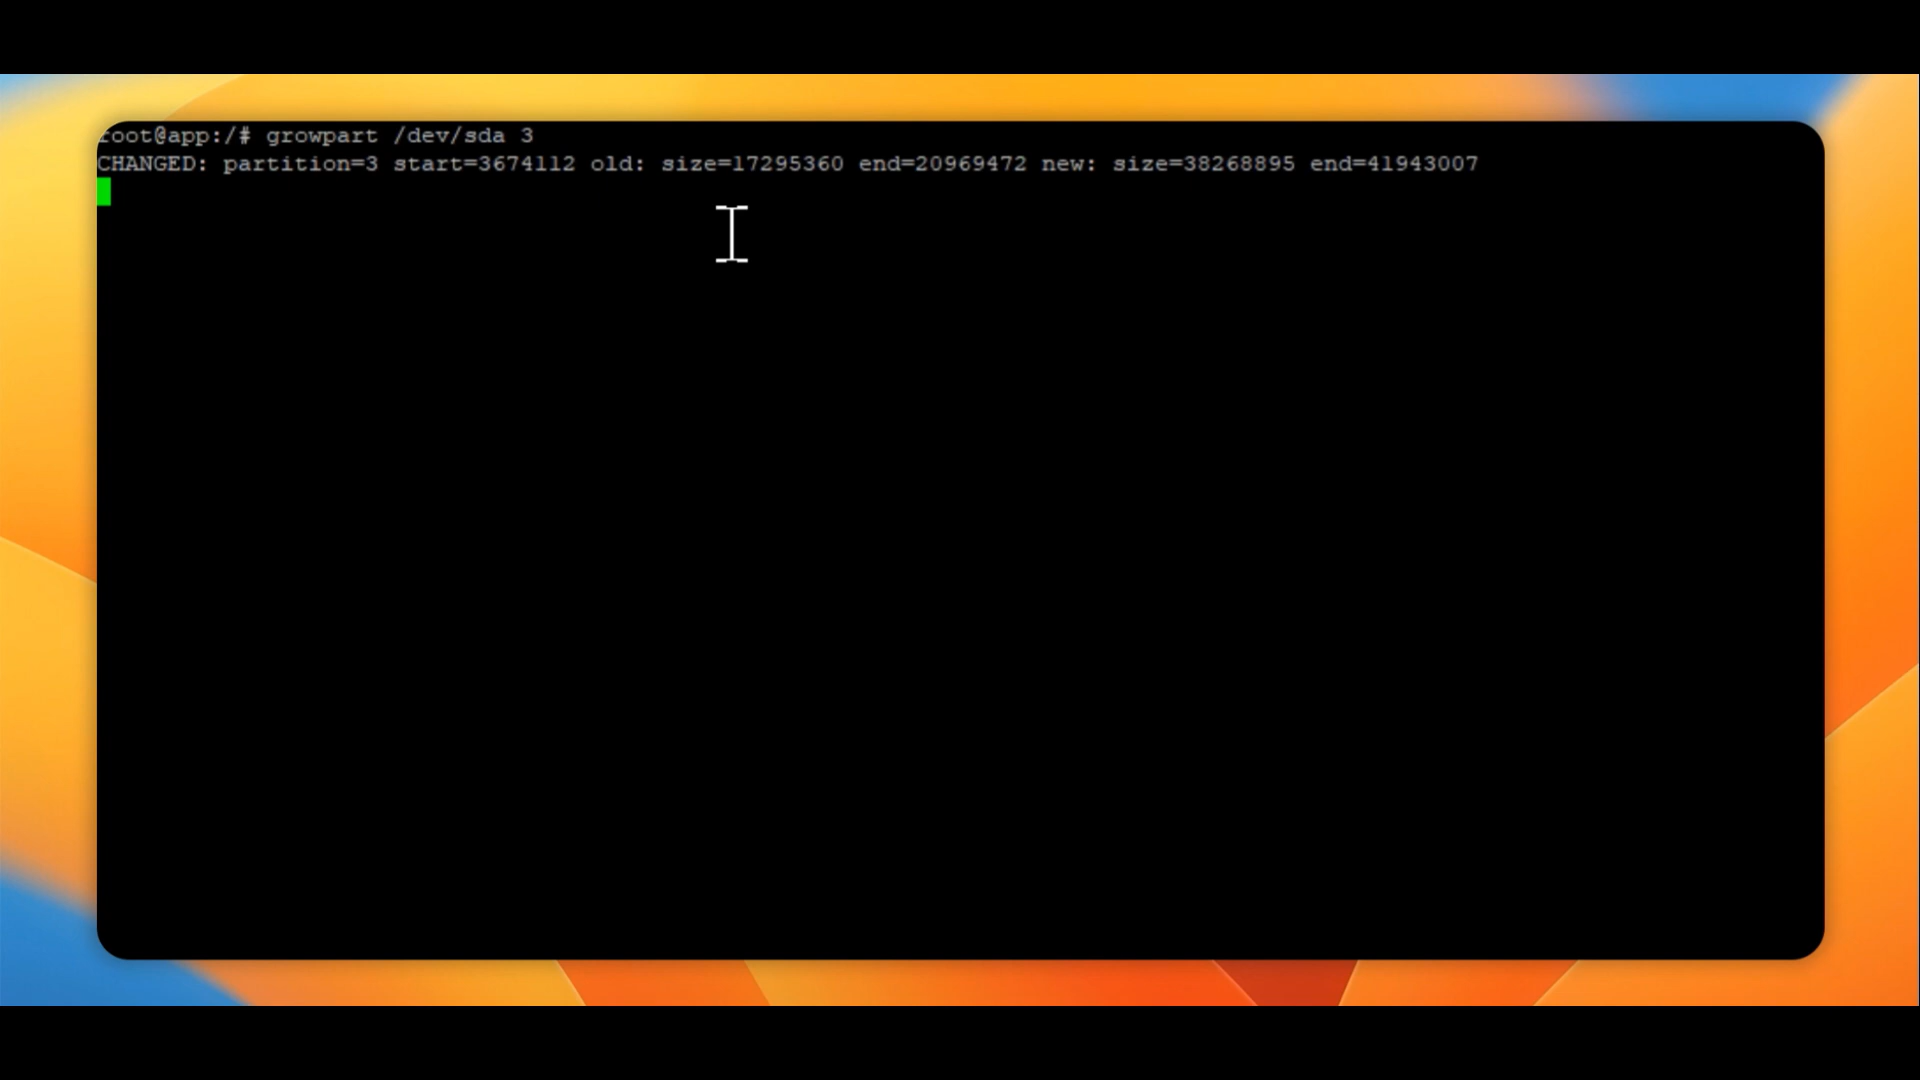 root@app:/# growpart /dev/sda 3
CHANGED: partition=3 start=3674112 old: size=17295360 end=20969472 new: size=38268895 end=41943007